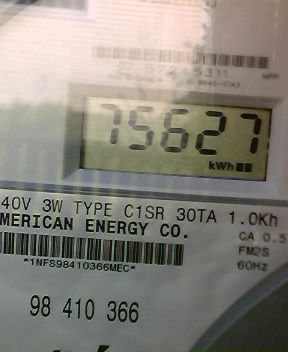 75627
kWh
40V 3W TYPE C1SR 30TA 1.0Kh
MERICAN ENERGY CO.
CA 0.5
FM2S
*1NFS98410366MEC*
60Hz
98 410 366